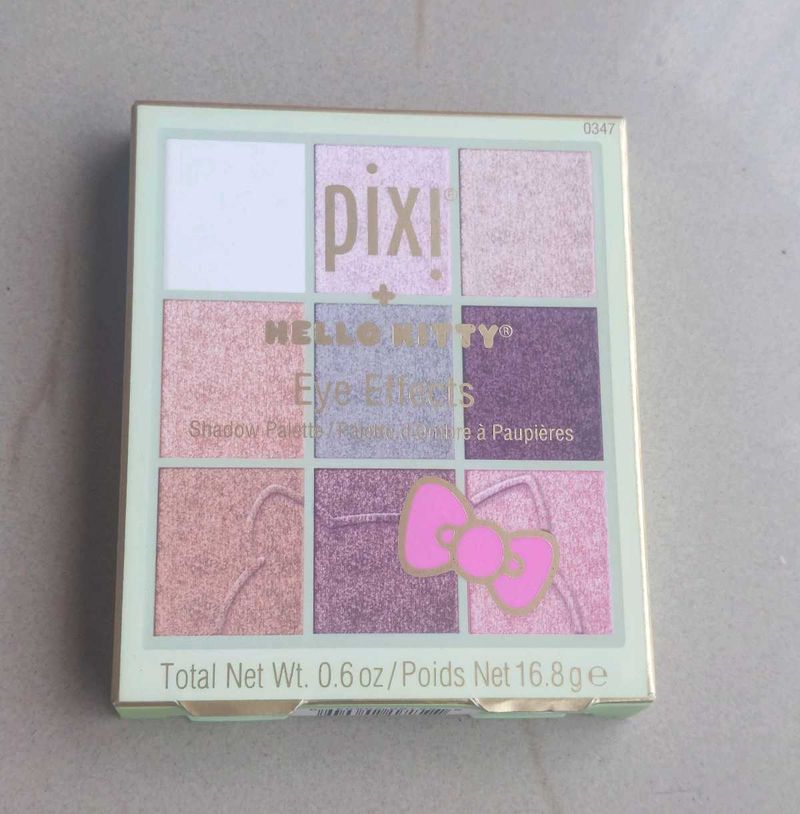 0347
pixi®
+
HELLO KITTY®
Eye Effects
Shadow Palette / Palette d'Ombre à Paupières
Total Net Wt. 0.6 oz / Poids Net 16.8 g ℮